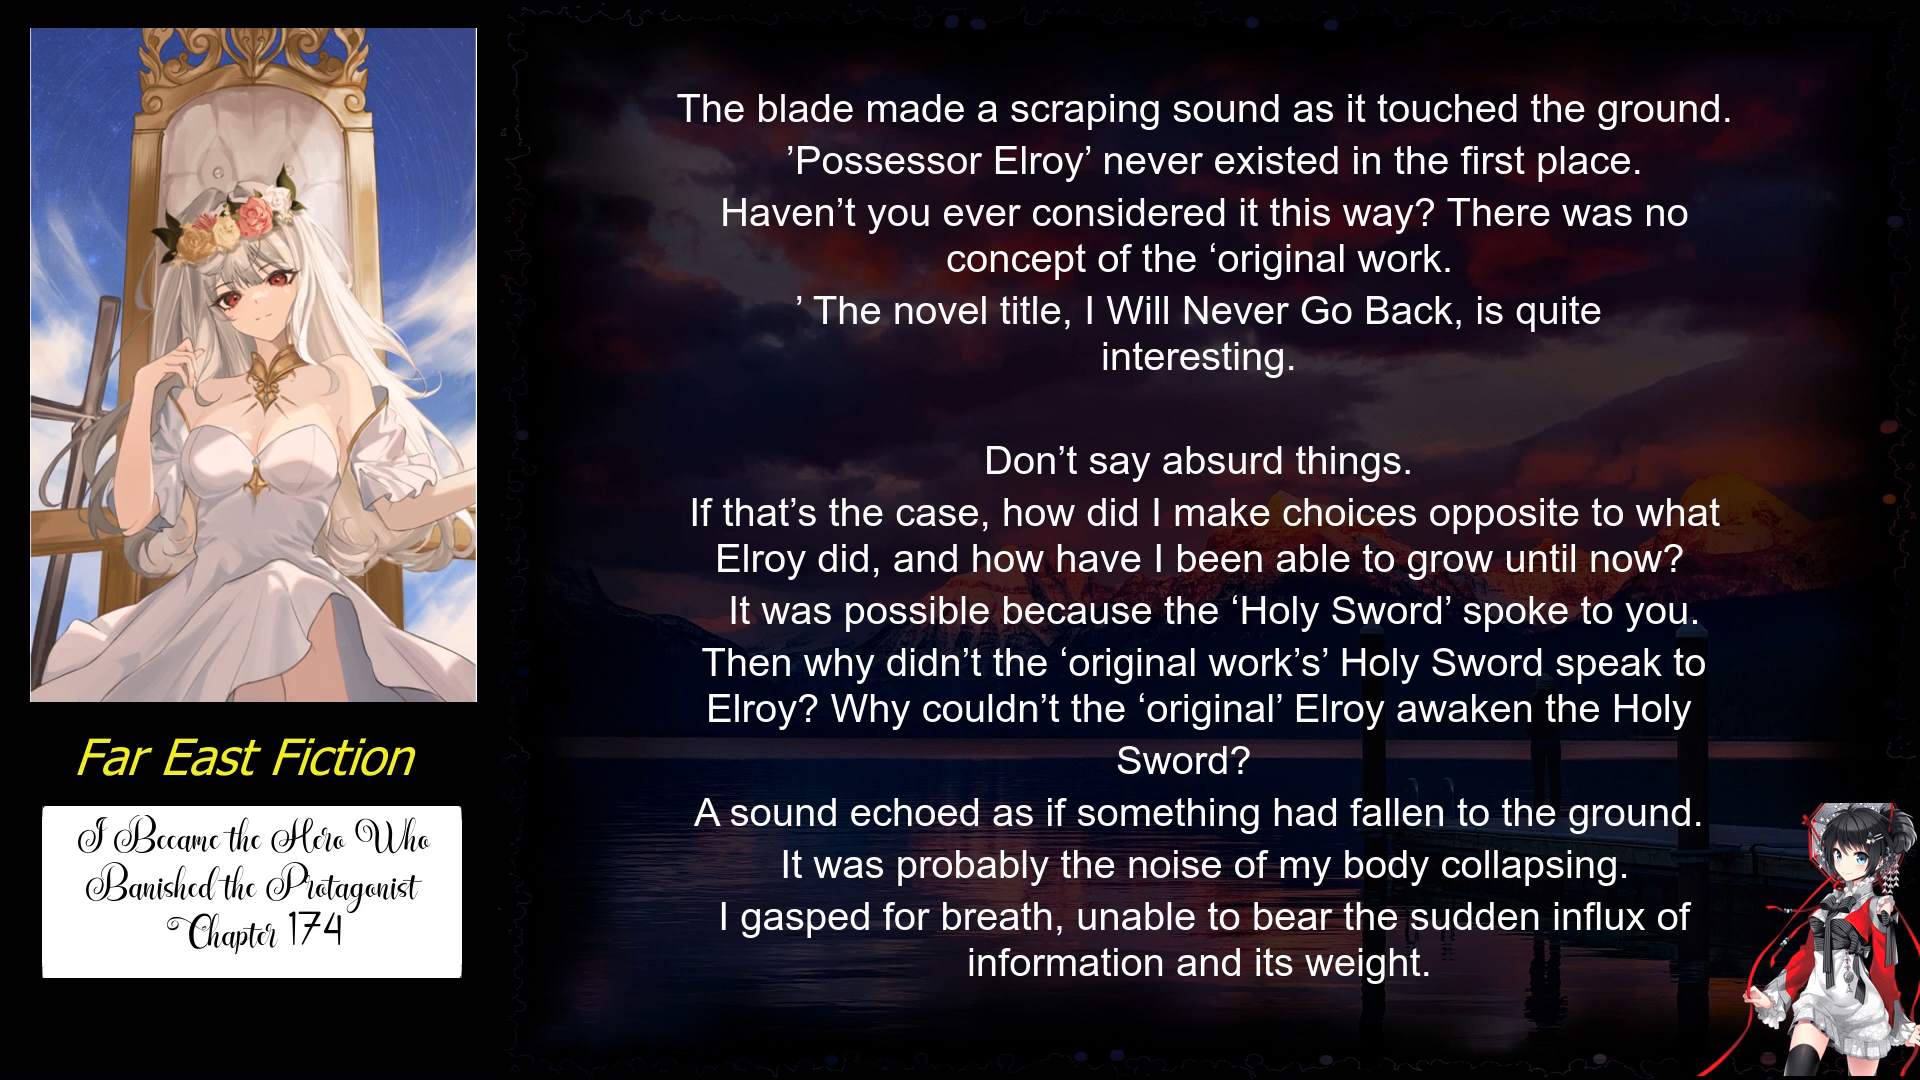 The blade made a scraping sound as it touched the ground.
’Possessor Elroy’ never existed in the first place.
Haven’t you ever considered it this way? There was no
concept of the ‘original work.
’ The novel title, I Will Never Go Back, is quite
interesting.
Don’t say absurd things.
If that’s the case, how did I make choices opposite to what
Elroy did, and how have I been able to grow until now?
It was possible because the ‘Holy Sword’ spoke to you.
Then why didn’t the ‘original work’s’ Holy Sword speak to
Elroy? Why couldn’t the ‘original’ Elroy awaken the Holy
Sword?
A sound echoed as if something had fallen to the ground.
It was probably the noise of my body collapsing.
I gasped for breath, unable to bear the sudden influx of
information and its weight.
Far East Fiction
I Became the Hero Who
Banished the Protagonist
Chapter 174